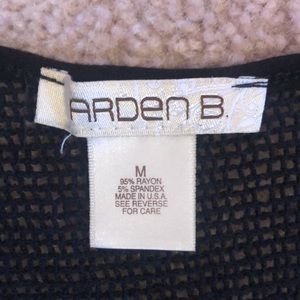 ARDEN B.
M
95% RAYON
5% SPANDEX
MADE IN U.S.A.
SEE REVERSE
FOR CARE